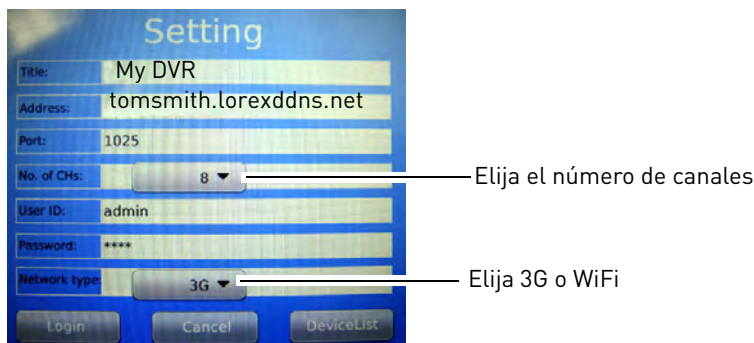 Setting
Title: My DVR
Address: tomsmith.lorexddns.net
Port: 1025
No. of CHs: 8 Elija el número de canales
User ID: admin
Password: ****
Network type: 3G Elija 3G o WiFi
Login Cancel DeviceList